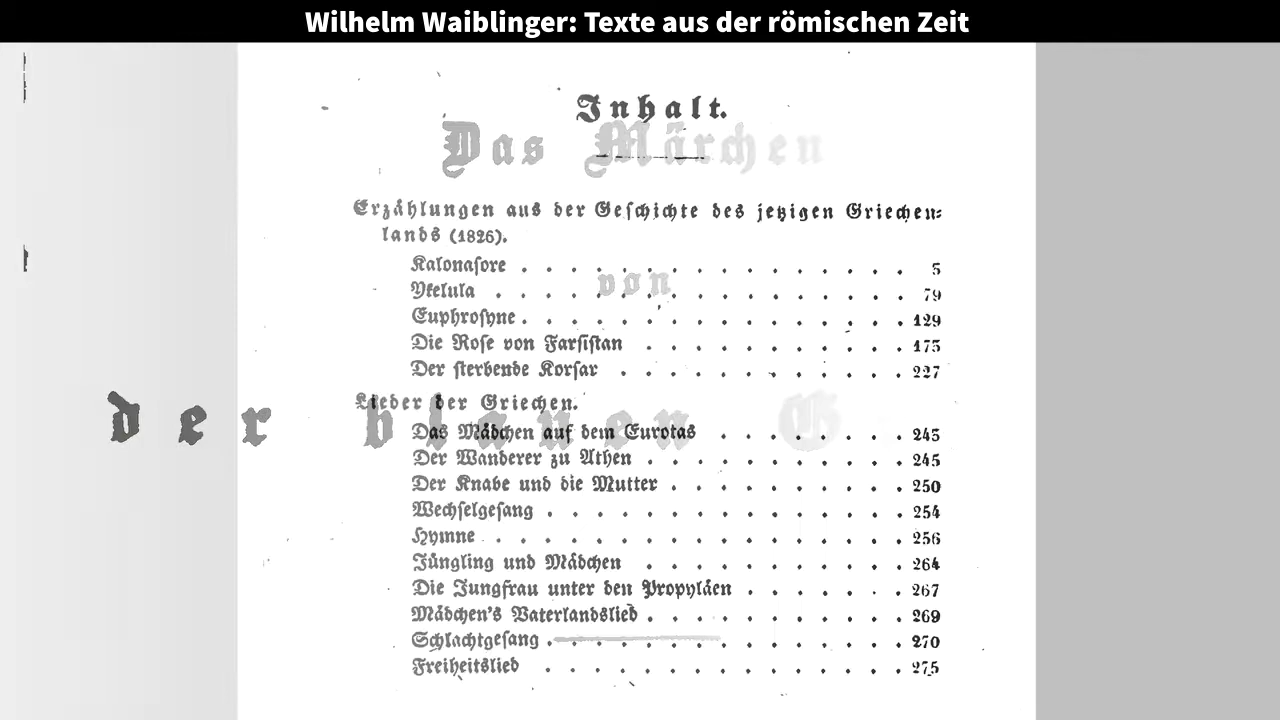 Wilhelm Waiblinger: Texte aus der römischen Zeit
Inhalt.
Das Märchen
Erzählungen aus der Geschichte des jetzigen Griechen=
lands (1826).
Kalonasore . . . . . . . . . . . . . . . . 5
von
Ykelula . . . . . . . . . . . . . . . . . 79
Euphrosyne . . . . . . . . . . . . . . . . 129
Die Rose von Farsistan . . . . . . . . . . . 175
Der sterbende Korsar . . . . . . . . . . . . 227
Lieder der Griechen.
der blauen G
Das Mädchen auf dem Eurotas . . . . . . . . 245
Der Wanderer zu Athen . . . . . . . . . . . 245
Der Knabe und die Mutter . . . . . . . . . . 250
Wechselgesang . . . . . . . . . . . . . . . 254
Hymne . . . . . . . . . . . . . . . . . 256
Jüngling und Mädchen . . . . . . . . . . . 264
Die Jungfrau unter den Propyläen . . . . . . . 267
Mädchen's Vaterlandslied . . . . . . . . . . . 269
Schlachtgesang . . . . . . . . . . . . . . . 270
Freiheitslied . . . . . . . . . . . . . . . 275